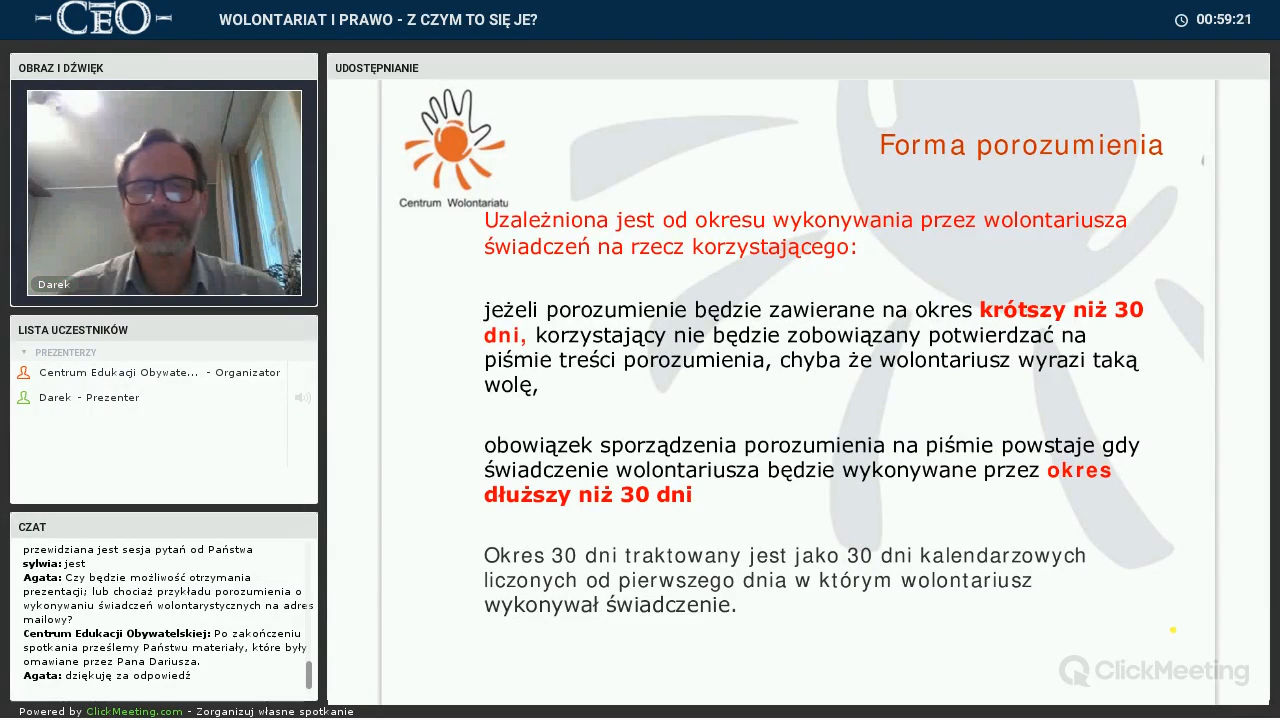 CEO
WOLONTARIAT I PRAWO - Z CZYM TO SIĘ JE?
00:59:21
OBRAZ I DŹWIĘK
Darek
LISTA UCZESTNIKÓW
PREZENTERZY
Centrum Edukacji Obywate... - Organizator
Darek - Prezenter
CZAT
przewidziana jest sesja pytań od Państwa
sylwia: jest
Agata: Czy będzie możliwość otrzymania
prezentacji; lub chociaż przykładu porozumienia o
wykonywaniu świadczeń wolontarystycznych na adres
mailowy?
Centrum Edukacji Obywatelskiej: Po zakończeniu
spotkania prześlemy Państwu materiały, które były
omawiane przez Pana Dariusza.
Agata: dziękuję za odpowiedź
Powered by ClickMeeting.com - Zorganizuj własne spotkanie
UDOSTĘPNIANIE
Centrum Wolontariatu
Forma porozumienia
Uzależniona jest od okresu wykonywania przez wolontariusza
świadczeń na rzecz korzystającego:
jeżeli porozumienie będzie zawierane na okres krótszy niż 30
dni, korzystający nie będzie zobowiązany potwierdzać na
piśmie treści porozumienia, chyba że wolontariusz wyrazi taką
wolę,
obowiązek sporządzenia porozumienia na piśmie powstaje gdy
świadczenie wolontariusza będzie wykonywane przez okres
dłuższy niż 30 dni
Okres 30 dni traktowany jest jako 30 dni kalendarzowych
liczonych od pierwszego dnia w którym wolontariusz
wykonywał świadczenie.
ClickMeeting